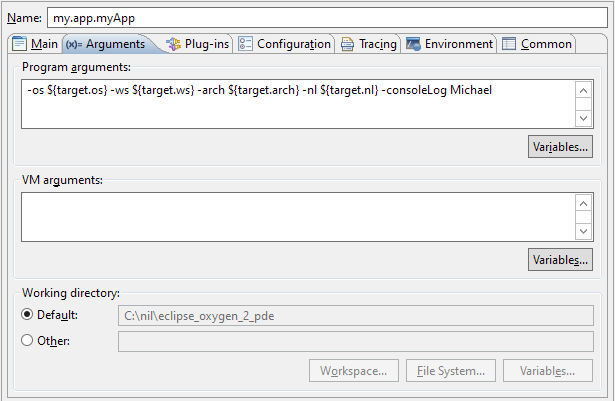 Name: my.app.myApp
Main (x)= Arguments Plug-ins Configuration Tracing Environment Common
Program arguments:
-os ${target.os} -ws ${target.ws} -arch ${target.arch} -nl ${target.nl} -consoleLog Michael
Variables...
VM arguments:
Variables...
Working directory:
Default: C:\nil\eclipse_oxygen_2_pde
Other:
Workspace... File System... Variables...